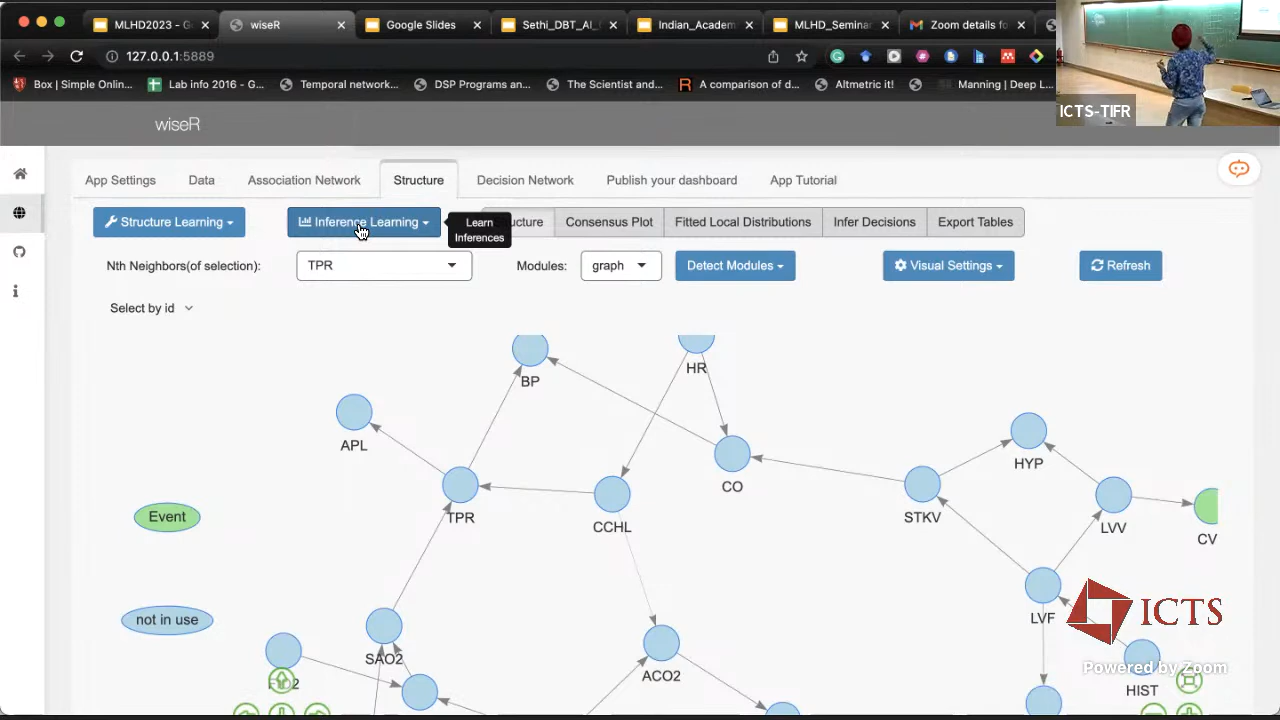 MLHD2023 - G
wiseR
Google Slides
Sethi_DBT_AI_
Indian_Academ
MLHD_Semina
Zoom details fo
127.0.0.1:5889
Box | Simple Onlin...
Lab info 2016 - G...
Temporal network...
DSP Programs an...
The Scientist and...
A comparison of d...
Altmetric it!
Manning | Deep L...
ICTS-TIFR
wiseR
App Settings
Data
Association Network
Structure
Decision Network
Publish your dashboard
App Tutorial
Structure Learning
Inference Learning
Learn
Inferences
ucture
Consensus Plot
Fitted Local Distributions
Infer Decisions
Export Tables
Nth Neighbors(of selection):
TPR
Modules:
graph
Detect Modules
Visual Settings
Refresh
Select by id
BP
HR
APL
HYP
CO
TPR
CCHL
STKV
LVV
CV
Event
not in use
LVF
ICTS
SAO2
ACO2
HIST
Powered by Zoom